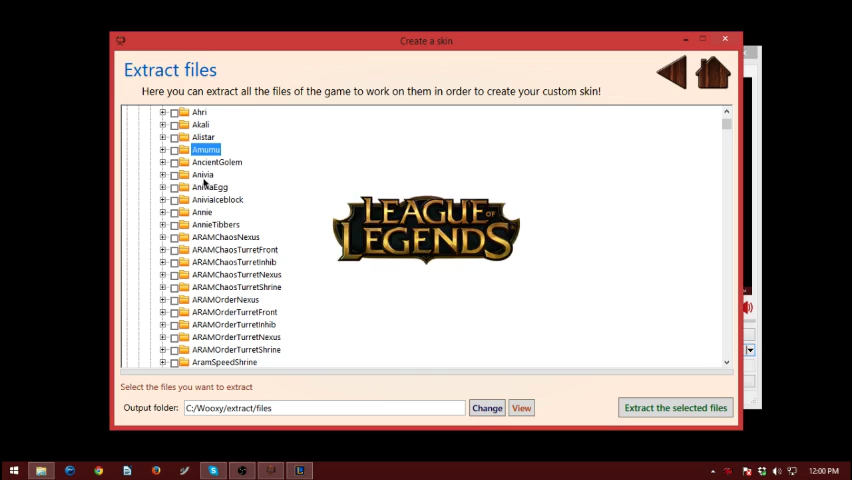 Create a skin
Extract files
Here you can extract all the files of the game to work on them in order to create your custom skin!
Ahri
Akali
Alistar
Amumu
AncientGolem
Anivia
AniviaEgg
AniviaIceblock
Annie
AnnieTibbers
ARAMChaosNexus
ARAMChaosTurretFront
ARAMChaosTurretInhib
ARAMChaosTurretNexus
ARAMChaosTurretShrine
ARAMOrderNexus
ARAMOrderTurretFront
ARAMOrderTurretInhib
ARAMOrderTurretNexus
ARAMOrderTurretShrine
AramSpeedShrine
LEAGUE OF
LEGENDS
Select the files you want to extract
Output folder: C:/Wooxy/extract/files Change View Extract the selected files
12:00 PM